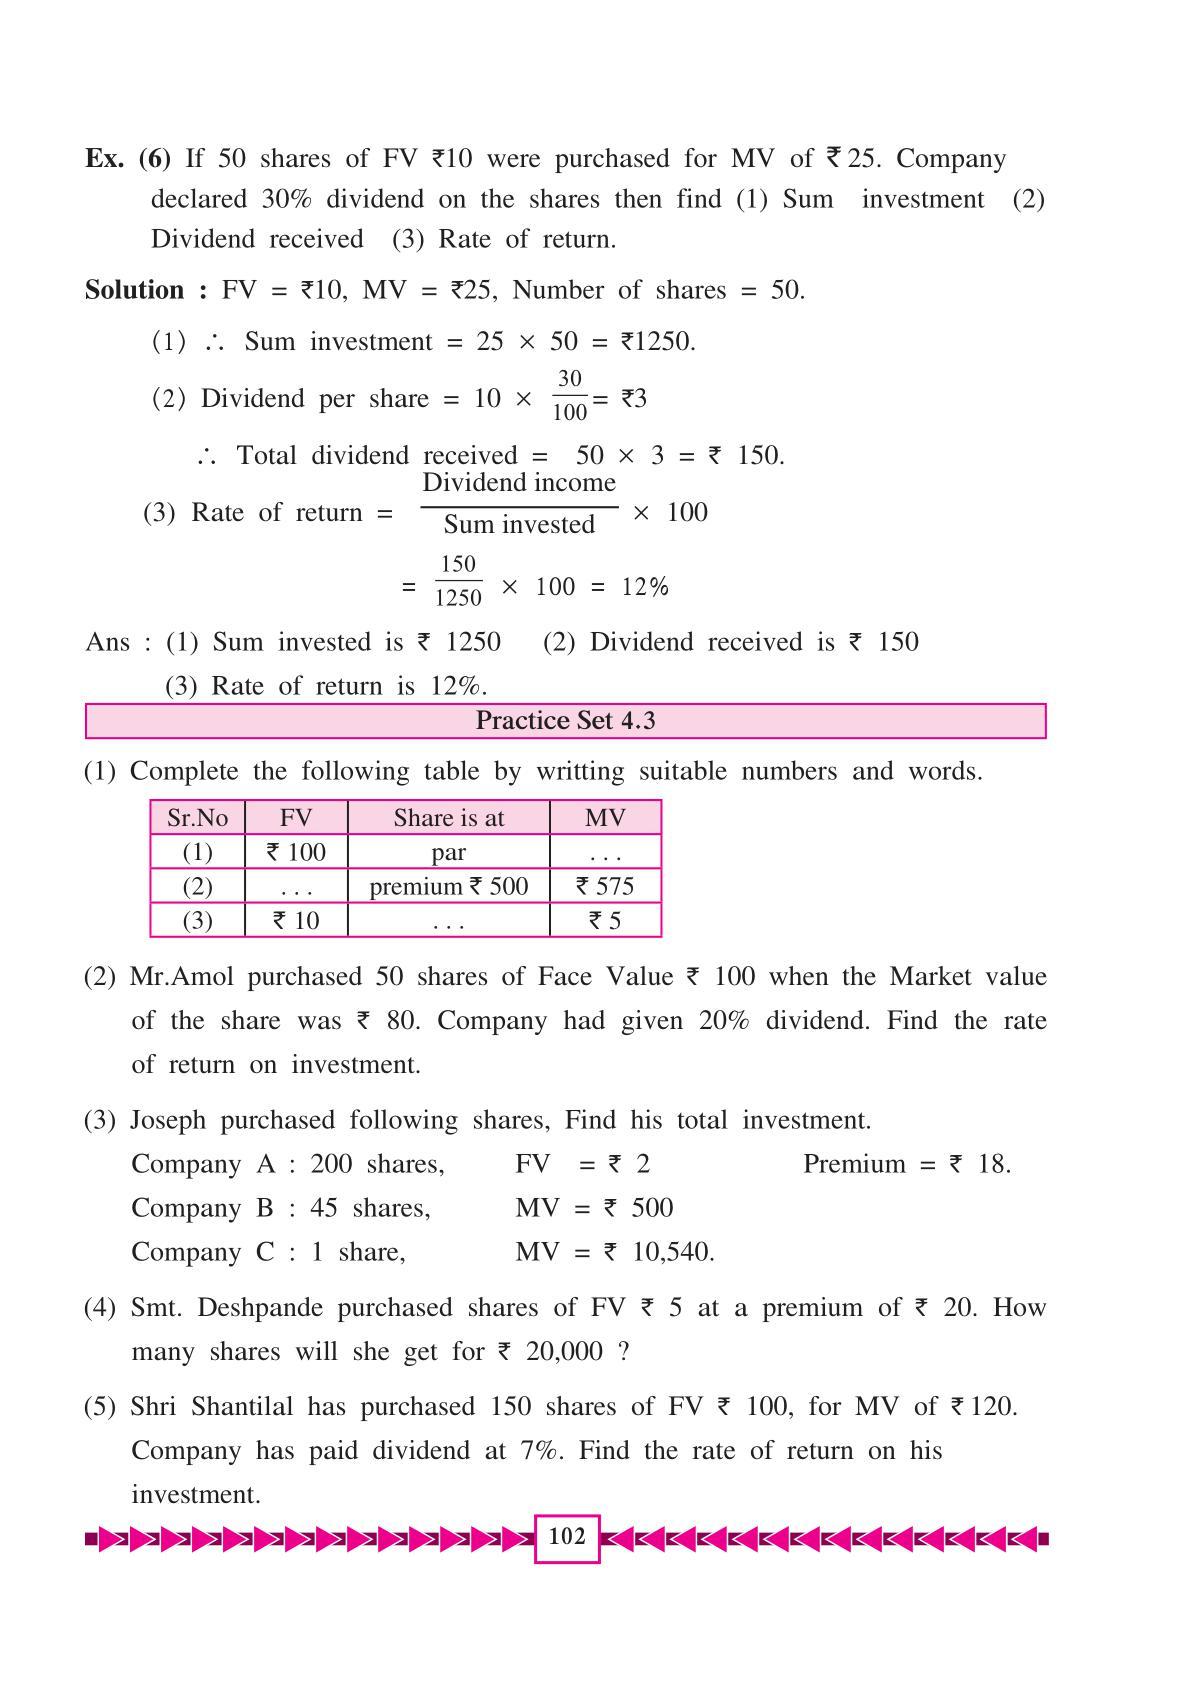 Ex. (6) If 50 shares of FV ₹10 were purchased for MV of ₹ 25. Company
declared 30% dividend on the shares then find (1) Sum investment (2)
Dividend received (3) Rate of return.
Solution : FV = ₹10, MV = ₹25, Number of shares = 50.
(1) ∴ Sum investment = 25 × 50 = ₹1250.
(2) Dividend per share = 10 × 30/100 = ₹3
∴ Total dividend received = 50 × 3 = ₹ 150.
(3) Rate of return = Dividend income/Sum invested × 100
= 150/1250 × 100 = 12%
Ans : (1) Sum invested is ₹ 1250 (2) Dividend received is ₹ 150
(3) Rate of return is 12%.
Practice Set 4.3
(1) Complete the following table by writting suitable numbers and words.
Sr.No FV Share is at MV
(1) ₹ 100 par . . .
(2) . . . premium ₹ 500 ₹ 575
(3) ₹ 10 . . . ₹ 5
(2) Mr.Amol purchased 50 shares of Face Value ₹ 100 when the Market value
of the share was ₹ 80. Company had given 20% dividend. Find the rate
of return on investment.
(3) Joseph purchased following shares, Find his total investment.
Company A : 200 shares, FV = ₹ 2 Premium = ₹ 18.
Company B : 45 shares, MV = ₹ 500
Company C : 1 share, MV = ₹ 10,540.
(4) Smt. Deshpande purchased shares of FV ₹ 5 at a premium of ₹ 20. How
many shares will she get for ₹ 20,000 ?
(5) Shri Shantilal has purchased 150 shares of FV ₹ 100, for MV of ₹ 120.
Company has paid dividend at 7%. Find the rate of return on his
investment.
102